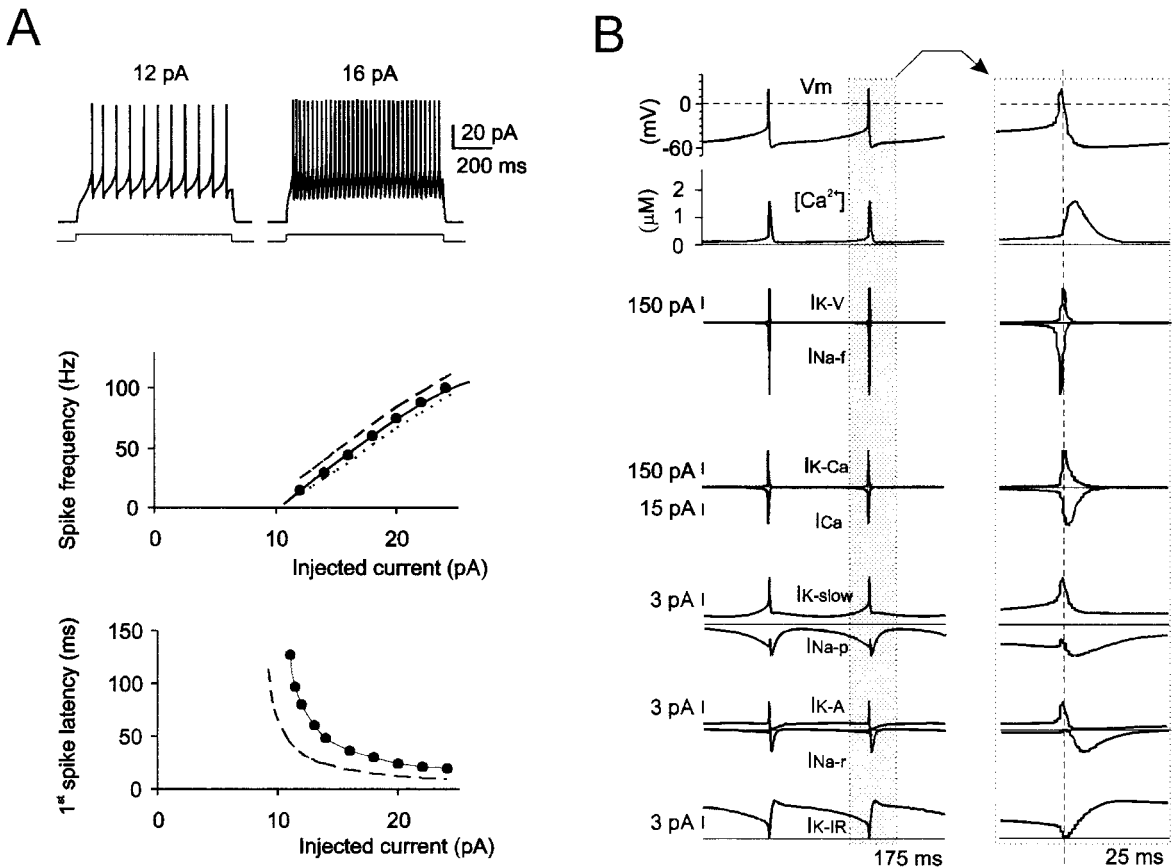 A
12 pA
16 pA
20 pA
200 ms
Spike frequency (Hz)
100
50
0
0
10
20
Injected current (pA)
1st spike latency (ms)
150
100
50
0
0
10
20
Injected current (pA)
B
Vm
(mV)
0
-60
[Ca2+]
(μM)
2
1
0
150 pA
IK-V
INa-f
150 pA
IK-Ca
15 pA
ICa
3 pA
IK-slow
INa-p
3 pA
IK-A
INa-r
3 pA
IK-IR
175 ms
25 ms